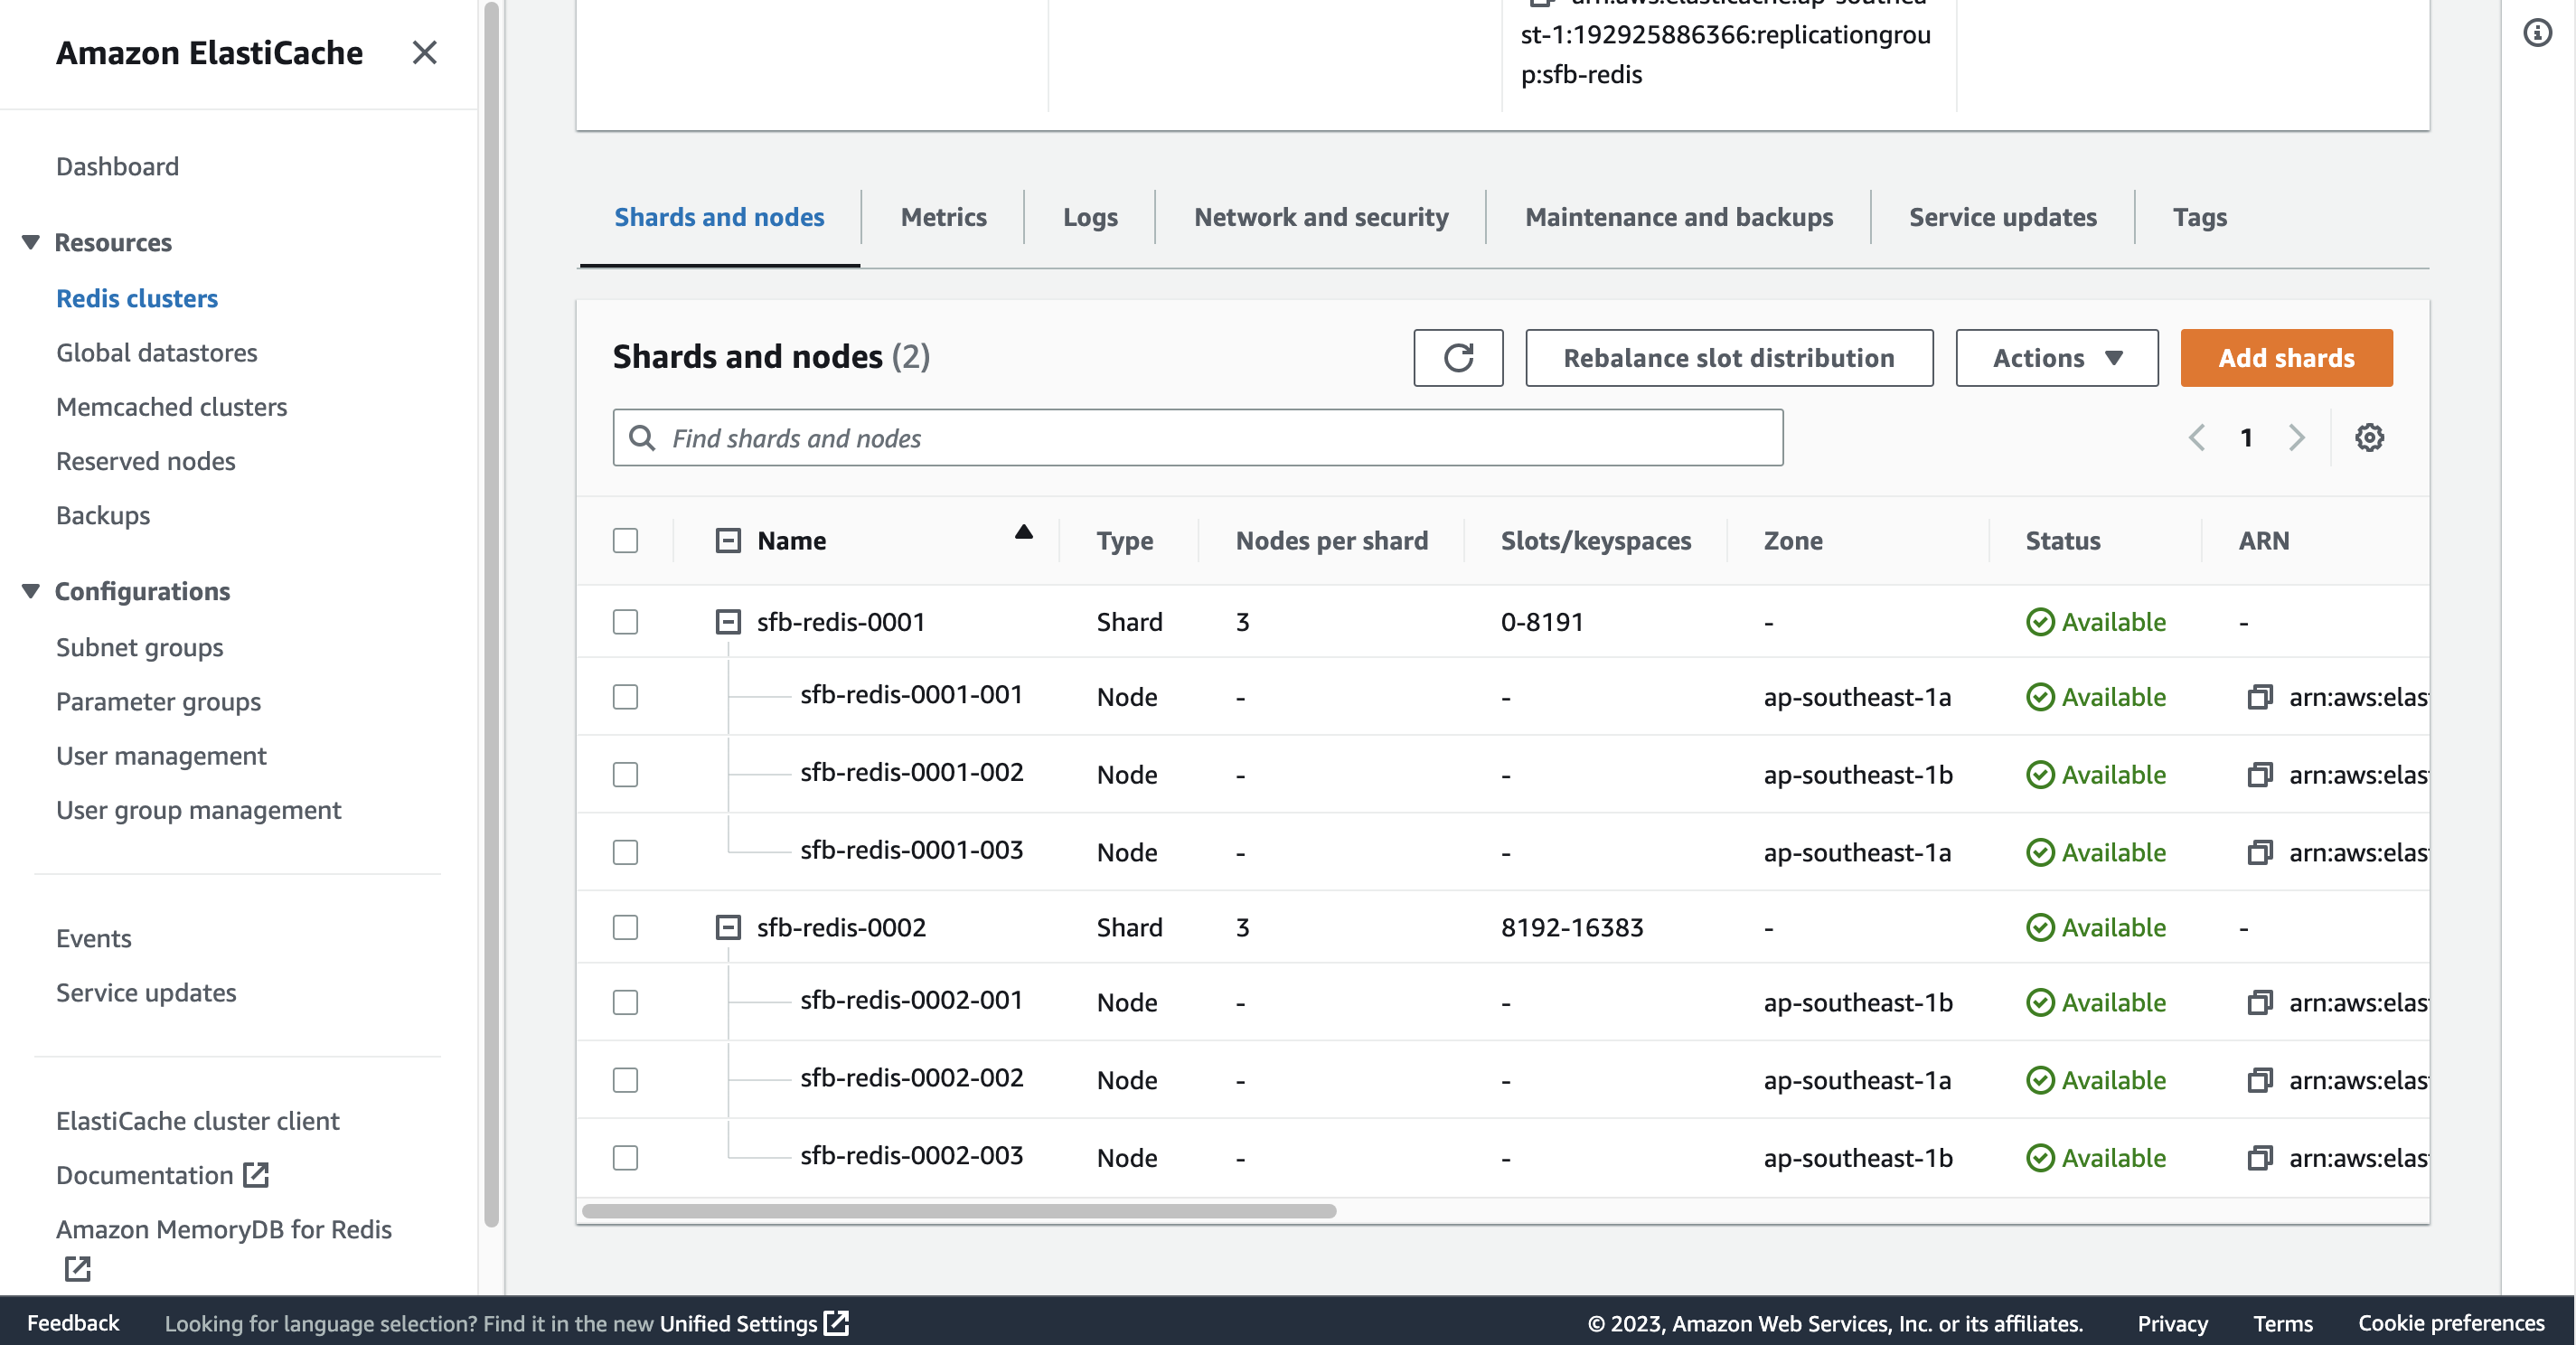 Amazon ElastiCache
Dashboard
Resources
Redis clusters
Global datastores
Memcached clusters
Reserved nodes
Backups
Configurations
Subnet groups
Parameter groups
User management
User group management
Events
Service updates
ElastiCache cluster client
Documentation
Amazon MemoryDB for Redis
arn:aws:elasticache:ap-southea
st-1:192925886366:replicationgrou
p:sfb-redis
Shards and nodes Metrics Logs Network and security Maintenance and backups Service updates Tags
Shards and nodes (2) Rebalance slot distribution Actions Add shards
Find shards and nodes 1
Name Type Nodes per shard Slots/keyspaces Zone Status ARN
sfb-redis-0001 Shard 3 0-8191 - Available -
sfb-redis-0001-001 Node - - ap-southeast-1a Available arn:aws:elas
sfb-redis-0001-002 Node - - ap-southeast-1b Available arn:aws:elas
sfb-redis-0001-003 Node - - ap-southeast-1a Available arn:aws:elas
sfb-redis-0002 Shard 3 8192-16383 - Available -
sfb-redis-0002-001 Node - - ap-southeast-1b Available arn:aws:elas
sfb-redis-0002-002 Node - - ap-southeast-1a Available arn:aws:elas
sfb-redis-0002-003 Node - - ap-southeast-1b Available arn:aws:elas
Feedback Looking for language selection? Find it in the new Unified Settings © 2023, Amazon Web Services, Inc. or its affiliates. Privacy Terms Cookie preferences